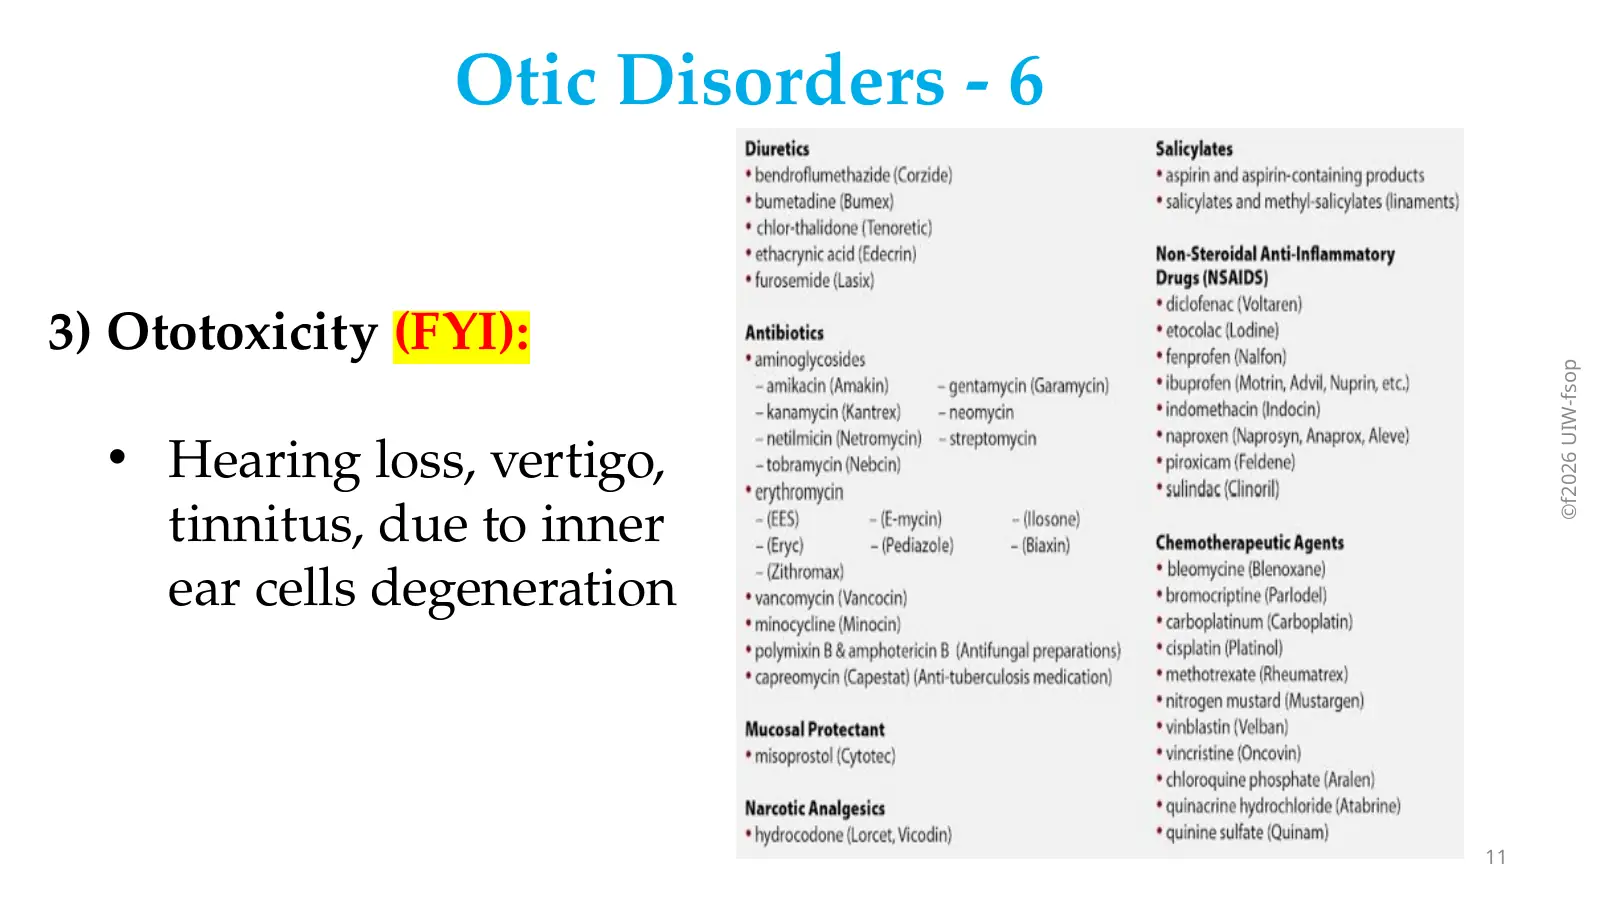 Otic Disorders - 6
3) Ototoxicity (FYI):
• Hearing loss, vertigo,
tinnitus, due to inner
ear cells degeneration
Diuretics
• bendroflumethazide (Corzide)
• bumetadine (Bumex)
• chlor-thalidone (Tenoretic)
• ethacrynic acid (Edecrin)
• furosemide (Lasix)
Antibiotics
• aminoglycosides
– amikacin (Amakin) – gentamycin (Garamycin)
– kanamycin (Kantrex) – neomycin
– netilmicin (Netromycin) – streptomycin
– tobramycin (Nebcin)
• erythromycin
– (EES) – (E-mycin) – (Ilosone)
– (Eryc) – (Pediazole) – (Biaxin)
– (Zithromax)
• vancomycin (Vancocin)
• minocycline (Minocin)
• polymixin B & amphotericin B (Antifungal preparations)
• capreomycin (Capestat) (Anti-tuberculosis medication)
Mucosal Protectant
• misoprostol (Cytotec)
Narcotic Analgesics
• hydrocodone (Lorcet, Vicodin)
Salicylates
• aspirin and aspirin-containing products
• salicylates and methyl-salicylates (linaments)
Non-Steroidal Anti-Inflammatory
Drugs (NSAIDS)
• diclofenac (Voltaren)
• etocolac (Lodine)
• fenprofen (Nalfon)
• ibuprofen (Motrin, Advil, Nuprin, etc.)
• indomethacin (Indocin)
• naproxen (Naprosyn, Anaprox, Aleve)
• piroxicam (Feldene)
• sulindac (Clinoril)
Chemotherapeutic Agents
• bleomycine (Blenoxane)
• bromocriptine (Parlodel)
• carboplatinum (Carboplatin)
• cisplatin (Platinol)
• methotrexate (Rheumatrex)
• nitrogen mustard (Mustargen)
• vinblastin (Velban)
• vincristine (Oncovin)
• chloroquine phosphate (Aralen)
• quinacrine hydrochloride (Atabrine)
• quinine sulfate (Quinam)
©f2026 UIW-fsop
11